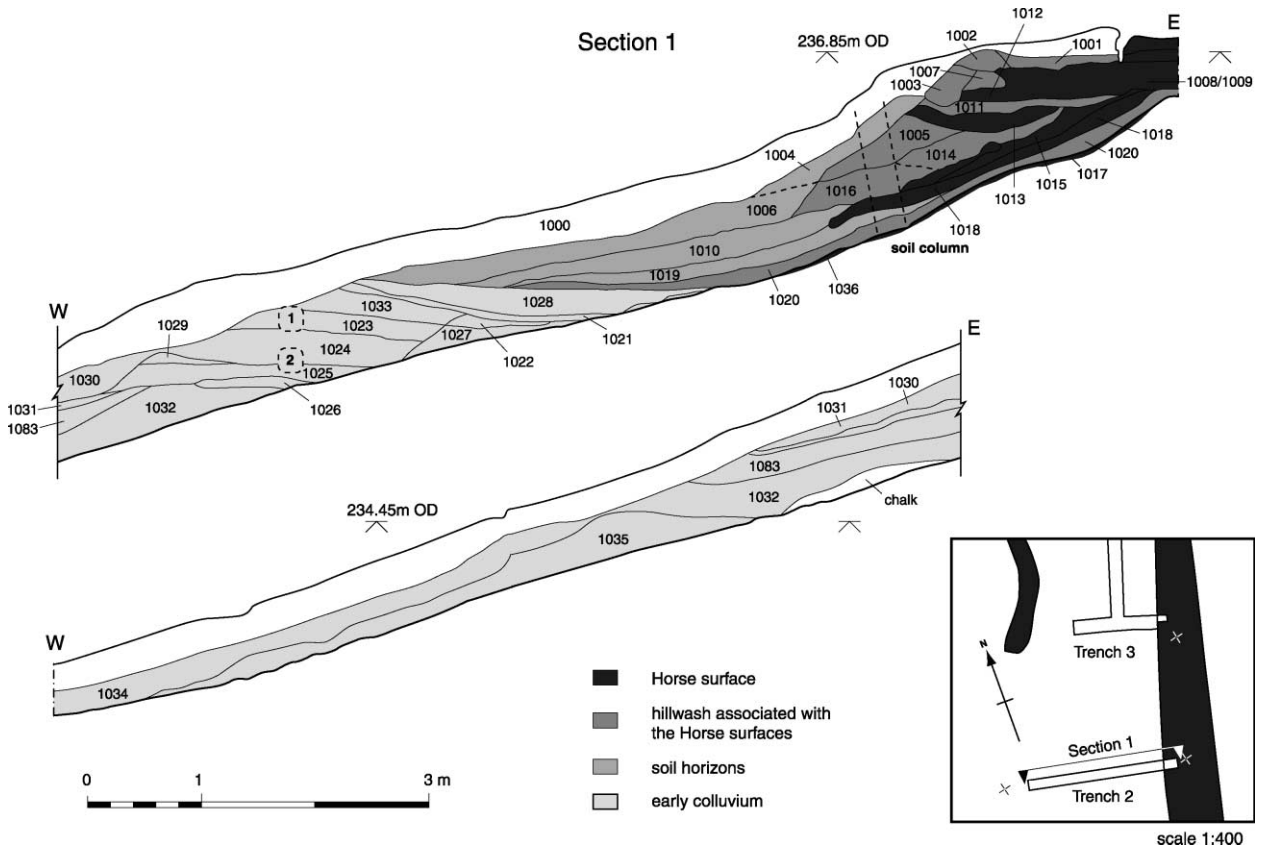 Section 1
236.85m OD
1012
1002
1001
E
1007
1003
1008/1009
1011
1005
1018
1004
1014
1020
1016
1017
1015
1006
1013
1018
1000
soil column
1010
1019
1020
1036
W
1033
1028
1
1029
1023
1027
1021
1024
1022
2
1025
1030
1026
1031
1032
1083
E
1030
1031
1083
1032
chalk
234.45m OD
1035
W
1034
Horse surface
hillwash associated with
the Horse surfaces
soil horizons
early colluvium
0 1 3 m
Trench 3
N
Section 1
Trench 2
scale 1:400